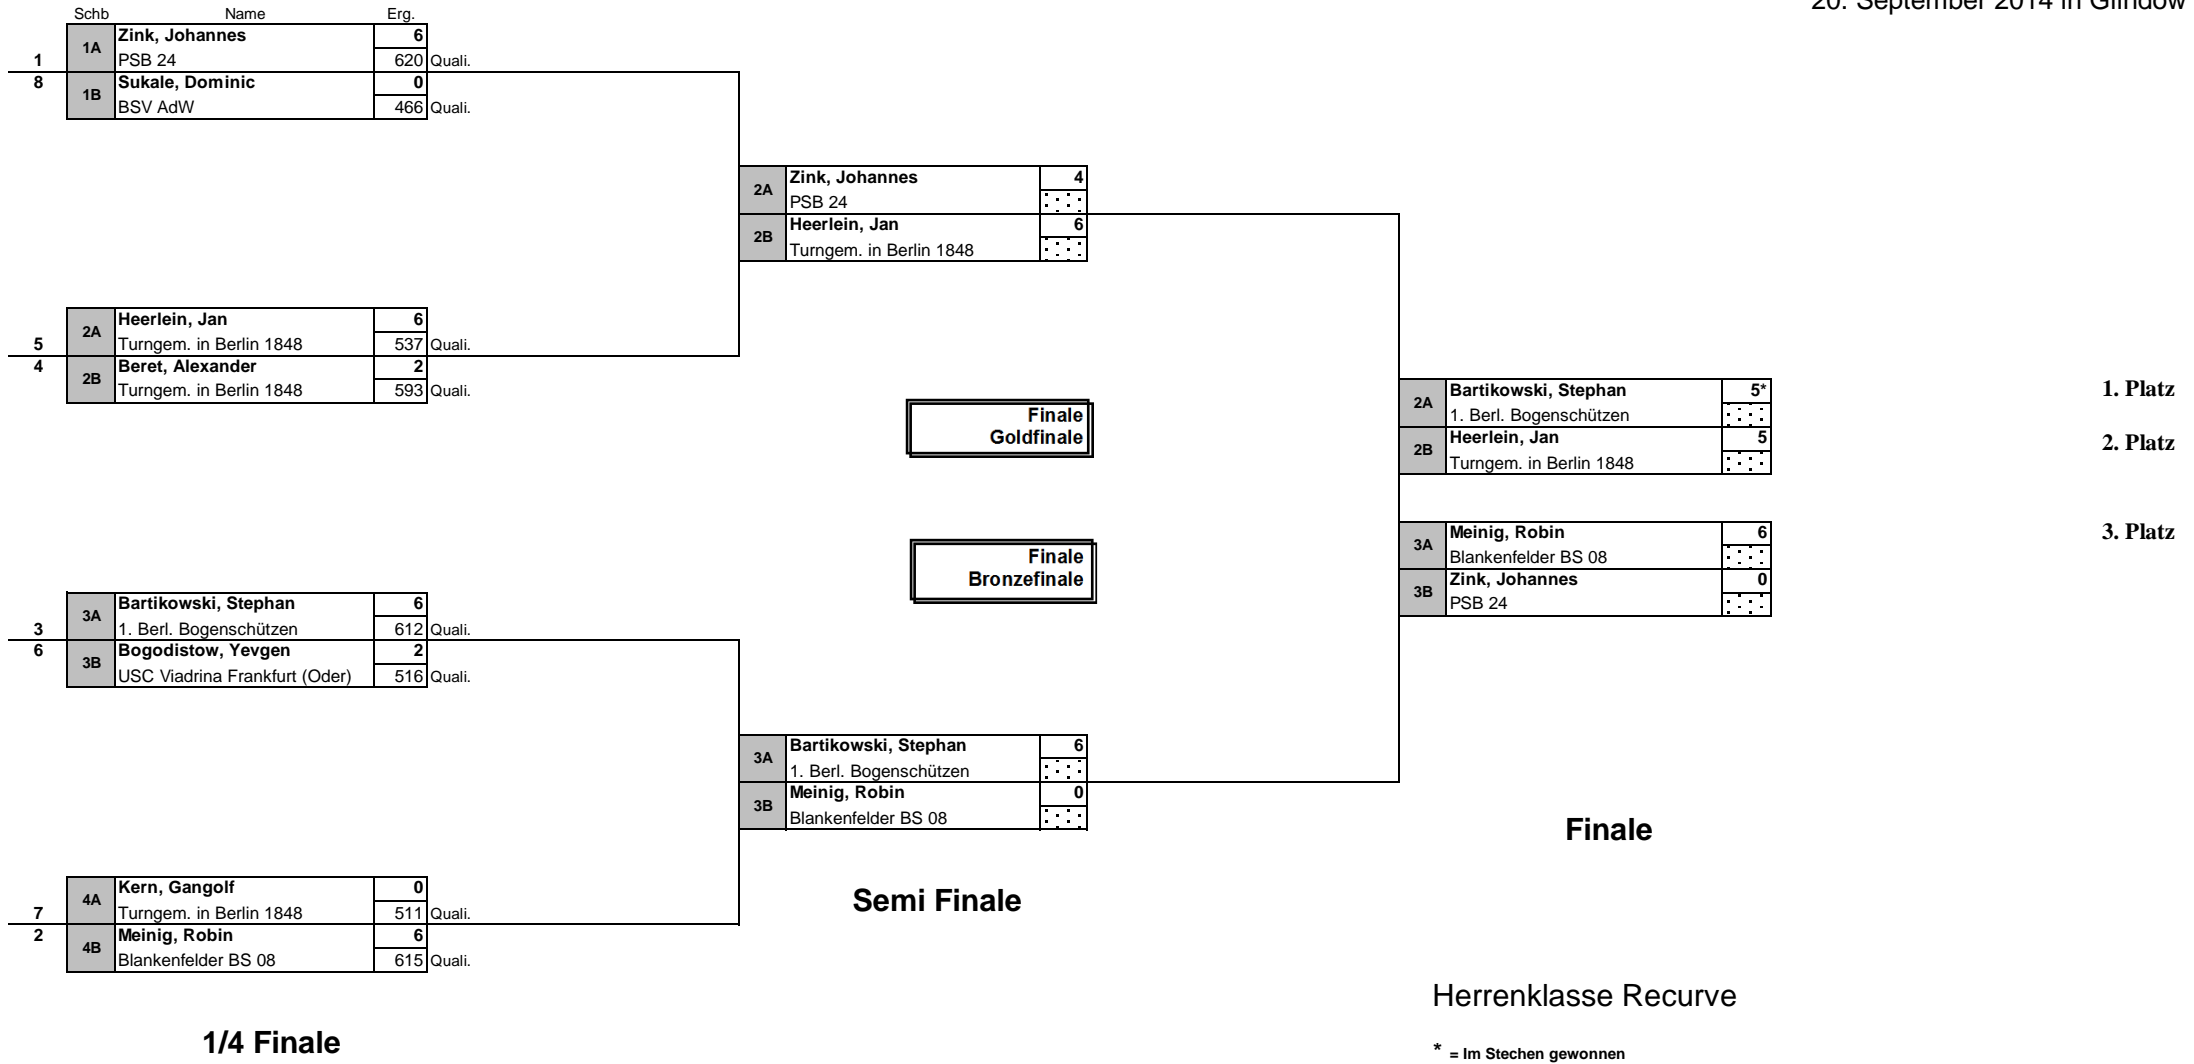 20. September 2014 in Glindow
Schb Name Erg.
1 1A Zink, Johannes 6
PSB 24 620 Quali.
8 1B Sukale, Dominic 0
BSV AdW 466 Quali.
5 2A Heerlein, Jan 6
Turngem. in Berlin 1848 537 Quali.
4 2B Beret, Alexander 2
Turngem. in Berlin 1848 593 Quali.
3 3A Bartikowski, Stephan 6
1. Berl. Bogenschützen 612 Quali.
6 3B Bogodistow, Yevgen 2
USC Viadrina Frankfurt (Oder) 516 Quali.
7 4A Kern, Gangolf 0
Turngem. in Berlin 1848 511 Quali.
2 4B Meinig, Robin 6
Blankenfelder BS 08 615 Quali.
1/4 Finale
2A Zink, Johannes 4
PSB 24
2B Heerlein, Jan 6
Turngem. in Berlin 1848
Finale
Goldfinale
Finale
Bronzefinale
3A Bartikowski, Stephan 6
1. Berl. Bogenschützen
3B Meinig, Robin 0
Blankenfelder BS 08
Semi Finale
2A Bartikowski, Stephan 5* 1. Platz
1. Berl. Bogenschützen
2B Heerlein, Jan 5 2. Platz
Turngem. in Berlin 1848
3A Meinig, Robin 6 3. Platz
Blankenfelder BS 08
3B Zink, Johannes 0
PSB 24
Finale
Herrenklasse Recurve
* = Im Stechen gewonnen